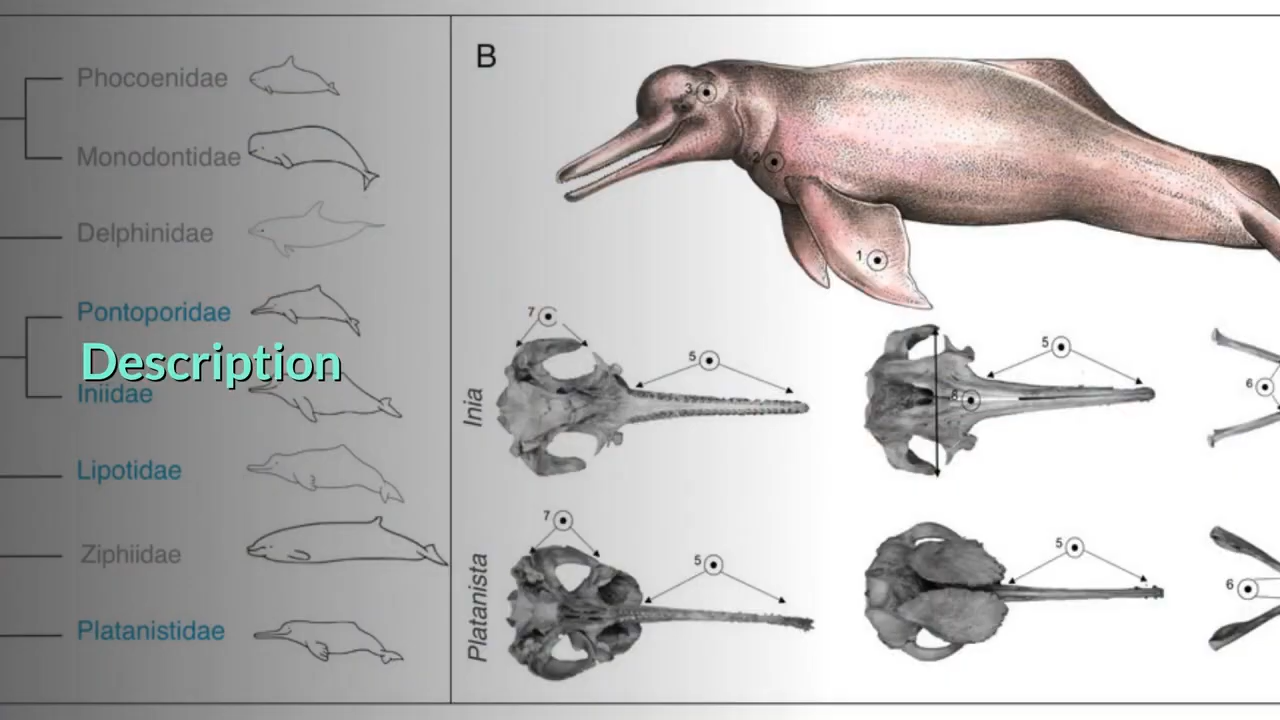 Phocoenidae
Monodontidae
Delphinidae
Pontoporidae
Description
Iniidae
Lipotidae
Ziphiidae
Platanistidae
B
3
2
1
Inia
7
5
5
8
6
Platanista
7
5
5
6